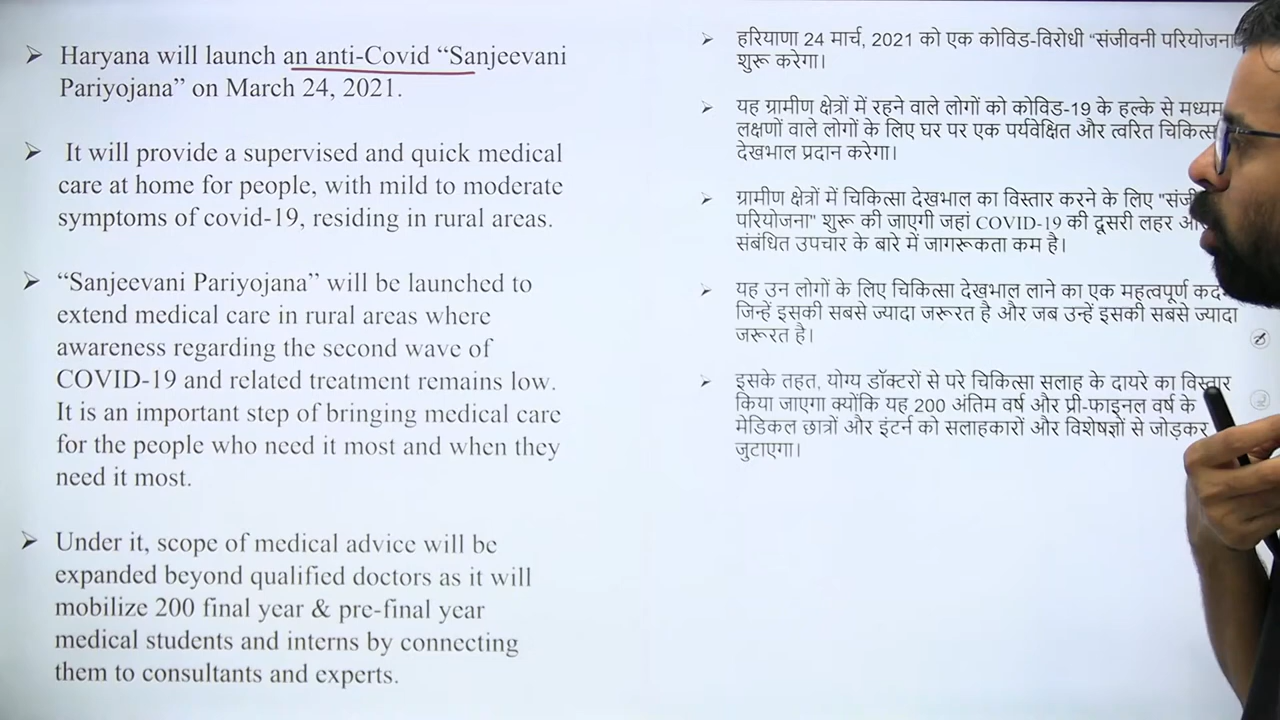 Haryana will launch an anti-Covid “Sanjeevani
Pariyojana” on March 24, 2021.
It will provide a supervised and quick medical
care at home for people, with mild to moderate
symptoms of covid-19, residing in rural areas.
“Sanjeevani Pariyojana” will be launched to
extend medical care in rural areas where
awareness regarding the second wave of
COVID-19 and related treatment remains low.
It is an important step of bringing medical care
for the people who need it most and when they
need it most.
Under it, scope of medical advice will be
expanded beyond qualified doctors as it will
mobilize 200 final year & pre-final year
medical students and interns by connecting
them to consultants and experts.
हरियाणा 24 मार्च, 2021 को एक कोविड-विरोधी “संजीवनी परियोजना
शुरू करेगा।
यह ग्रामीण क्षेत्रों में रहने वाले लोगों को कोविड-19 के हल्के से मध्यम
लक्षणों वाले लोगों के लिए घर पर एक पर्यवेक्षित और त्वरित
देखभाल प्रदान करेगा।
ग्रामीण क्षेत्रों में चिकित्सा देखभाल का विस्तार करने के लिए
परियोजना" शुरू की जाएगी जहां COVID-19 की दूसरी लहर
संबंधित उपचार के बारे में जागरूकता कम है।
यह उन लोगों के लिए चिकित्सा देखभाल लाने का एक महत्वपूर्ण
जिन्हें इसकी सबसे ज्यादा जरूरत है और जब उन्हें इसकी सबसे ज्यादा
जरूरत है।
इसके तहत, योग्य डॉक्टरों से परे चिकित्सा सलाह के दायरे का विस्तार
किया जाएगा क्योंकि यह 200 अंतिम वर्ष और प्री-फाइनल वर्ष के
मेडिकल छात्रों और इंटर्न को सलाहकारों और विशेषज्ञों से जोड़कर
जुटाएगा।